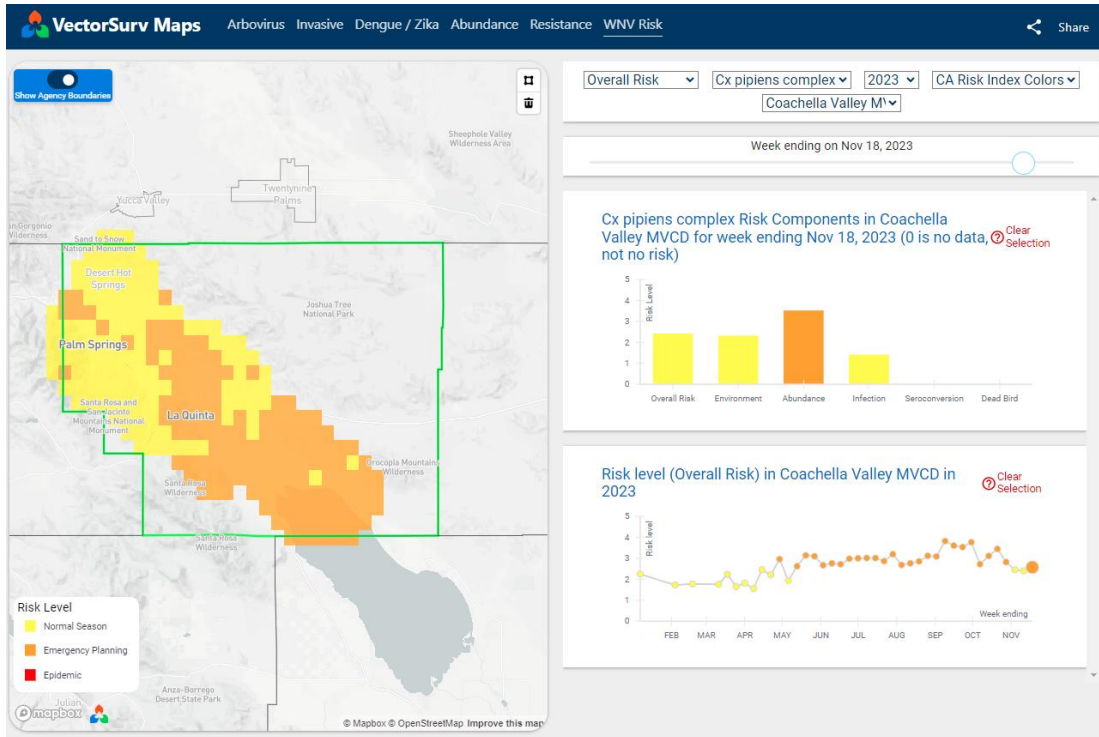 VectorSurv Maps
Arbovirus Invasive Dengue / Zika Abundance Resistance WNV Risk
Share
Show Agency Boundaries
Sheephole Valley
Wilderness Area
Twentynine
Palms
Yucca Valley
Wilderness
Sand to Snow
National Monument
Desert Hot
Springs
Joshua Tree
National Park
Palm Springs
Santa Rosa and
San Jacinto
Mountains National
Monument
La Quinta
Orocopia Mountains
Wilderness
Santa Rosa
Wilderness
Santa Rosa
Wilderness
Risk Level
Normal Season
Emergency Planning
Epidemic
Julian
Anza-Borrego
Desert State Park
mapbox
© Mapbox © OpenStreetMap Improve this map
Overall Risk
Cx pipiens complex
2023
CA Risk Index Colors
Coachella Valley M
Week ending on Nov 18, 2023
Cx pipiens complex Risk Components in Coachella
Valley MVCD for week ending Nov 18, 2023 (0 is no data,
not no risk)
? Clear
Selection
5
4
3
2
1
0
Risk Level
Overall Risk Environment Abundance Infection Seroconversion Dead Bird
Risk level (Overall Risk) in Coachella Valley MVCD in
2023
? Clear
Selection
5
4
3
2
1
0
Risk level
Week ending
FEB MAR APR MAY JUN JUL AUG SEP OCT NOV